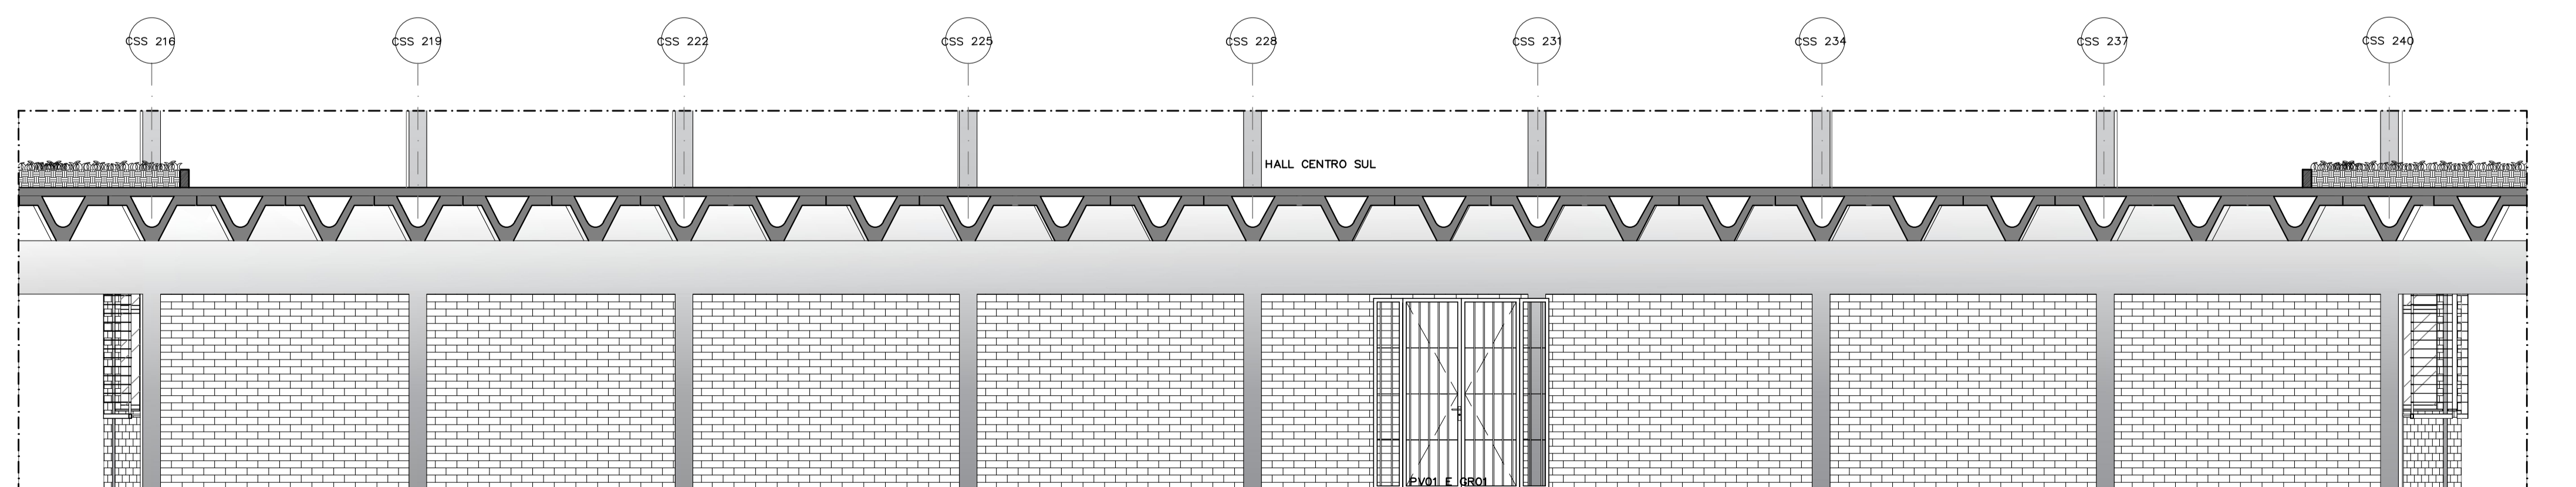 CSS 216
CSS 219
CSS 222
CSS 225
CSS 228
CSS 231
CSS 234
CSS 237
CSS 240
HALL CENTRO SUL
PV01 E GR01